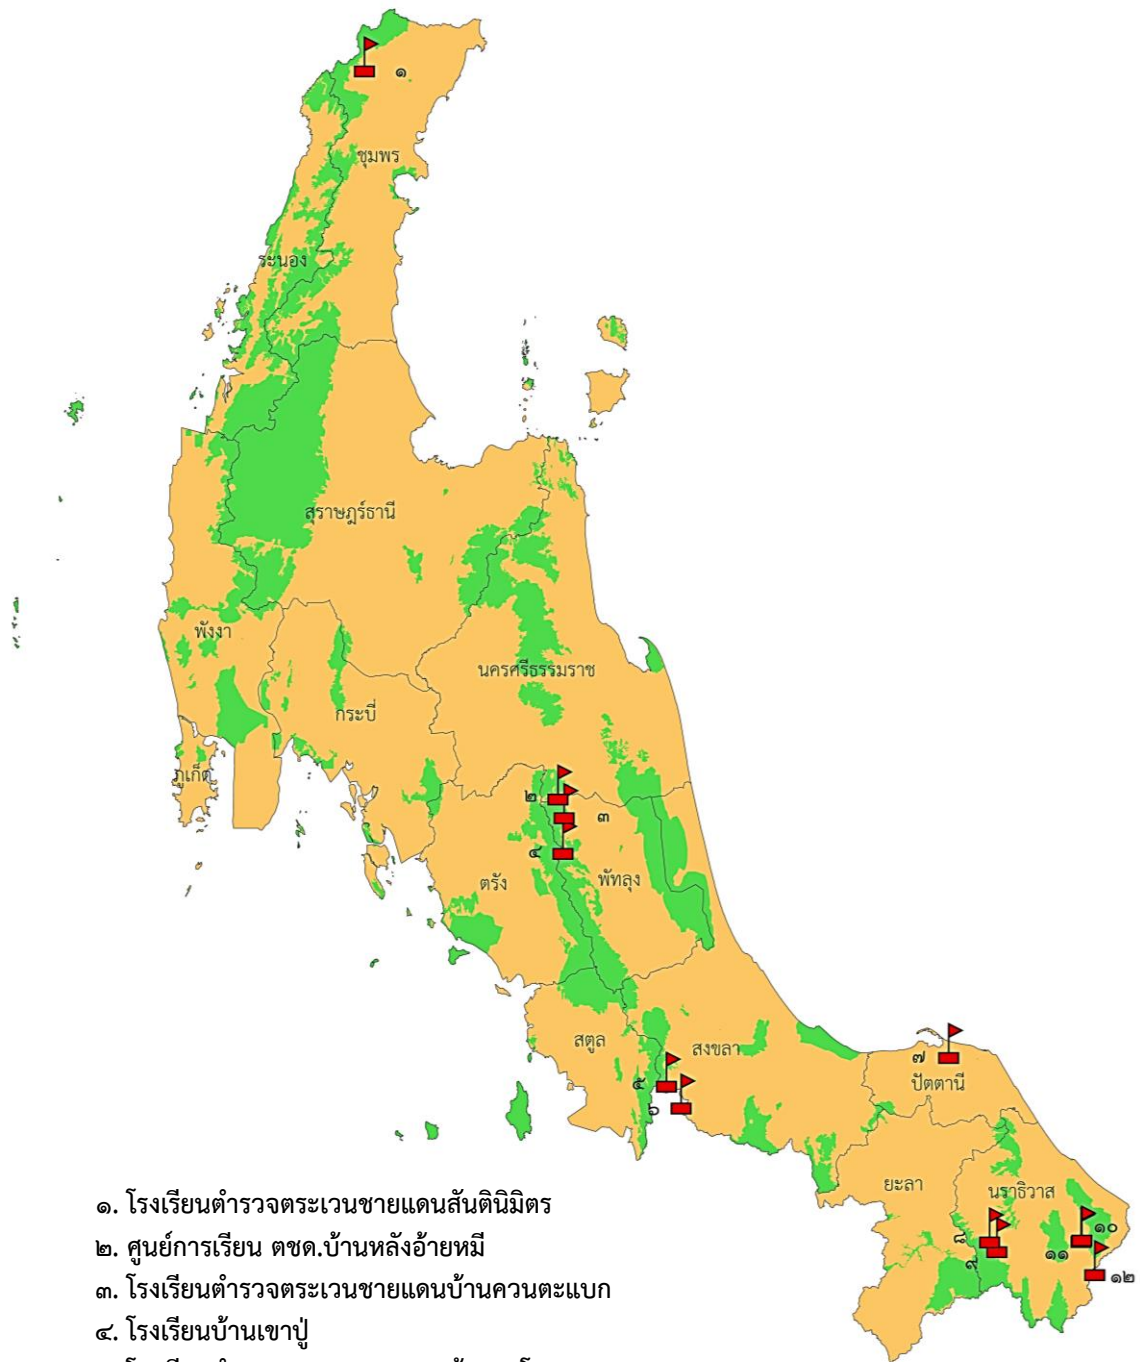 ๑
ชุมพร
ระนอง
สุราษฎร์ธานี
พังงา
นครศรีธรรมราช
กระบี่
ภูเก็ต
๒
๓
๔
ตรัง
พัทลุง
สตูล
สงขลา
๗
ปัตตานี
๕
๖
ยะลา
นราธิวาส
๘
๙
๑๐
๑๑
๑๒
๑. โรงเรียนตำรวจตระเวนชายแดนสันตินิมิตร
๒. ศูนย์การเรียน ตชด.บ้านหลังอ้ายหมี
๓. โรงเรียนตำรวจตระเวนชายแดนบ้านควนตะแบก
๔. โรงเรียนบ้านเขาปู่